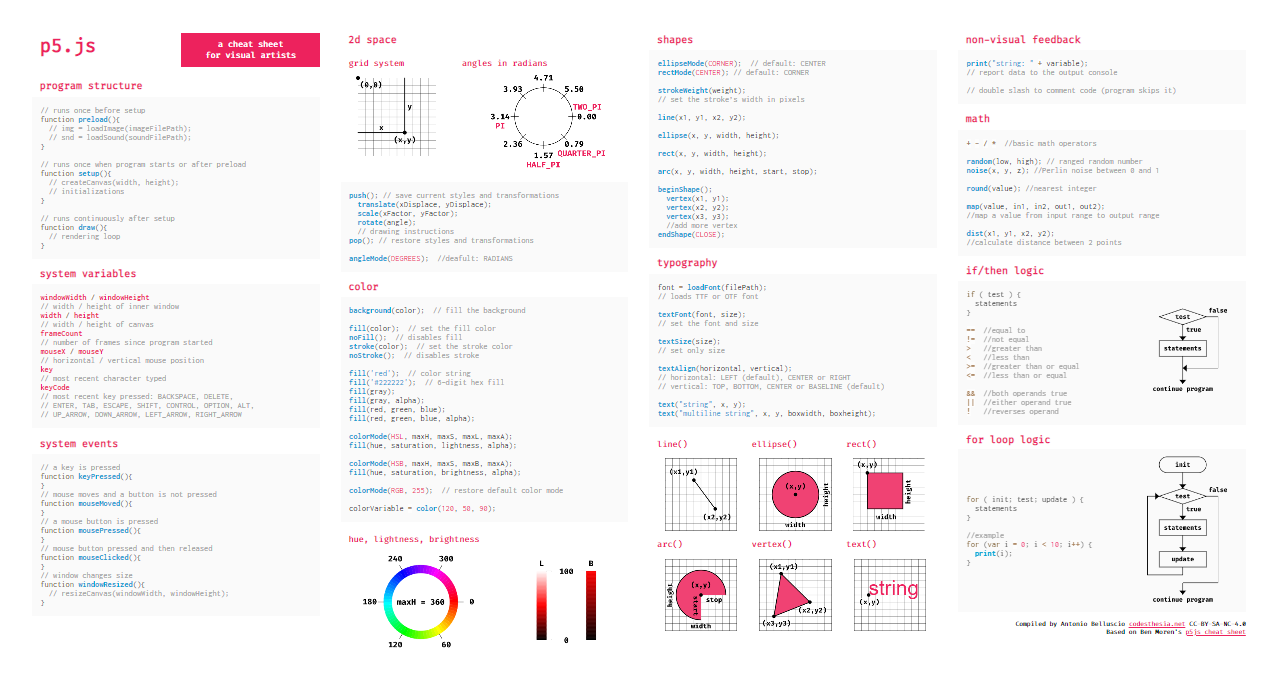 p5.js
a cheat sheet
for visual artists
program structure
// runs once before setup
function preload(){
// img = loadImage(imageFilePath);
// snd = loadSound(soundFilePath);
}
// runs once when program starts or after preload
function setup(){
// createCanvas(width, height);
// initializations
}
// runs continuously after setup
function draw(){
// rendering loop
}
system variables
windowWidth / windowHeight
// width / height of inner window
width / height
// width / height of canvas
frameCount
// number of frames since program started
mouseX / mouseY
// horizontal / vertical mouse position
key
// most recent character typed
keyCode
// most recent key pressed: BACKSPACE, DELETE,
// ENTER, TAB, ESCAPE, SHIFT, CONTROL, OPTION, ALT,
// UP_ARROW, DOWN_ARROW, LEFT_ARROW, RIGHT_ARROW
system events
// a key is pressed
function keyPressed(){
}
// mouse moves and a button is not pressed
function mouseMoved(){
}
// a mouse button is pressed
function mousePressed(){
}
// mouse button pressed and then released
function mouseClicked(){
}
// window changes size
function windowResized(){
// resizeCanvas(windowWidth, windowHeight);
}
2d space
grid system
(0,0)
y
x
(x,y)
angles in radians
4.71
3.93
5.50
TWO_PI
3.14
0.00
PI
2.36
0.79
QUARTER_PI
1.57
HALF_PI
push(); // save current styles and transformations
translate(xDisplace, yDisplace);
scale(xFactor, yFactor);
rotate(angle);
// drawing instructions
pop(); // restore styles and transformations
angleMode(DEGREES); //deafult: RADIANS
color
background(color); // fill the background
fill(color); // set the fill color
noFill(); // disables fill
stroke(color); // set the stroke color
noStroke(); // disables stroke
fill('red'); // color string
fill('#222222'); // 6-digit hex fill
fill(gray);
fill(gray, alpha);
fill(red, green, blue);
fill(red, green, blue, alpha);
colorMode(HSL, maxH, maxS, maxL, maxA);
fill(hue, saturation, lightness, alpha);
colorMode(HSB, maxH, maxS, maxB, maxA);
fill(hue, saturation, brightness, alpha);
colorMode(RGB, 255); // restore default color mode
colorVariable = color(120, 50, 90);
hue, lightness, brightness
240
300
180
maxH = 360
0
120
60
L
100
B
0
shapes
ellipseMode(CORNER); // default: CENTER
rectMode(CENTER); // default: CORNER
strokeWeight(weight);
// set the stroke's width in pixels
line(x1, y1, x2, y2);
ellipse(x, y, width, height);
rect(x, y, width, height);
arc(x, y, width, height, start, stop);
beginShape();
vertex(x1, y1);
vertex(x2, y2);
vertex(x3, y3);
//add more vertex
endShape(CLOSE);
typography
font = loadFont(filePath);
// loads TTF or OTF font
textFont(font, size);
// set the font and size
textSize(size);
// set only size
textAlign(horizontal, vertical);
// horizontal: LEFT (default), CENTER or RIGHT
// vertical: TOP, BOTTOM, CENTER or BASELINE (default)
text("string", x, y);
text("multiline string", x, y, boxwidth, boxheight);
line()
(x1,y1)
(x2,y2)
ellipse()
(x,y)
height
width
rect()
(x,y)
height
width
arc()
(x,y)
height
start
stop
width
vertex()
(x1,y1)
(x2,y2)
(x3,y3)
text()
string
(x,y)
non-visual feedback
print("string: " + variable);
// report data to the output console
// double slash to comment code (program skips it)
math
+ - / * //basic math operators
random(low, high); // ranged random number
noise(x, y, z); //Perlin noise between 0 and 1
round(value); //nearest integer
map(value, in1, in2, out1, out2);
//map a value from input range to output range
dist(x1, y1, x2, y2);
//calculate distance between 2 points
if/then logic
if ( test ) {
statements
}
== //equal to
!= //not equal
> //greater than
< //less than
>= //greater than or equal
<= //less than or equal
&& //both operands true
|| //either operand true
! //reverses operand
false
test
true
statements
continue program
for loop logic
for ( init; test; update ) {
statements
}
//example
for (var i = 0; i < 10; i++) {
print(i);
}
init
test
false
true
statements
update
continue program
Compiled by Antonio Belluscio codesthesia.net CC BY SA NC 4.0
Based on Ben Moren's p5js cheat sheet